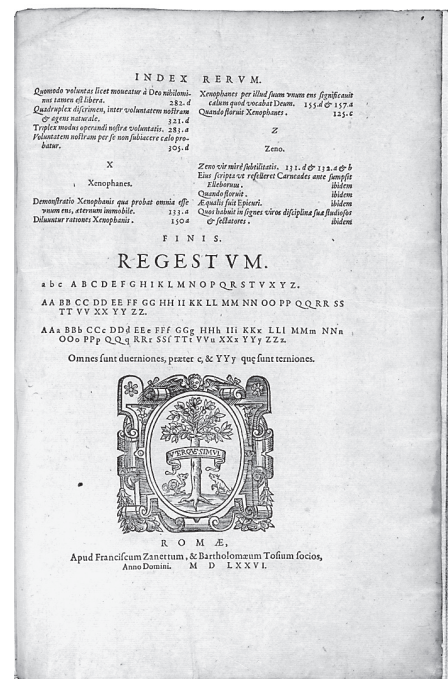 INDEX RERVM.
Quomodo voluntas licet moueatur à Deo nihilomi-
nus tamen est libera. 282.d
Quadruplex discrimen, inter voluntatem nostram
& agens naturale. 321.d
Triplex modus operandi nostræ voluntatis. 283.a
Voluntatem nostram per se non subiacere cælo pro-
batur. 305.d
X
Xenophanes.
Demonstratio Xenophanis qua probat omnia esse
vnum ens, æternum immobile. 133.a
Diluuntur rationes Xenophanis. 150 a
Xenophanes per illud suum vnum ens significauit
cælum quod vocabat Deum. 155.d & 157.a
Quando floruit Xenophanes. 125.c
Z
Zeno.
Zeno vir miræ subtilitatis. 131.d & 132.a & b
Eius scripta vt refelleret Carneades ante sumpsit
Elleborum. ibidem
Quando floruit. ibidem
Æqualis fuit Epicuri. ibidem
Quos habuit insignes viros disciplinæ suæ studiosos
& sectatores. ibidem
FINIS.
REGESTVM.
a b c A B C D E F G H I K L M N O P Q R S T V X Y Z.
AA BB CC DD EE FF GG HH II KK LL MM NN OO PP QQ RR SS
TT VV XX YY ZZ.
AAa BBb CCc DDd EEe FFf GGg HHh IIi KKk LLl MMm NNn
OOo PPp QQq RRr SSs TTt VVu XXx YYy ZZz.
Omnes sunt duerniones, præter c, & YYy quę sunt terniones.
VTRAQVE SIMVL
ROMÆ,
Apud Franciscum Zanettum, & Bartholomæum Tosium socios,
Anno Domini. M D LXXVI.